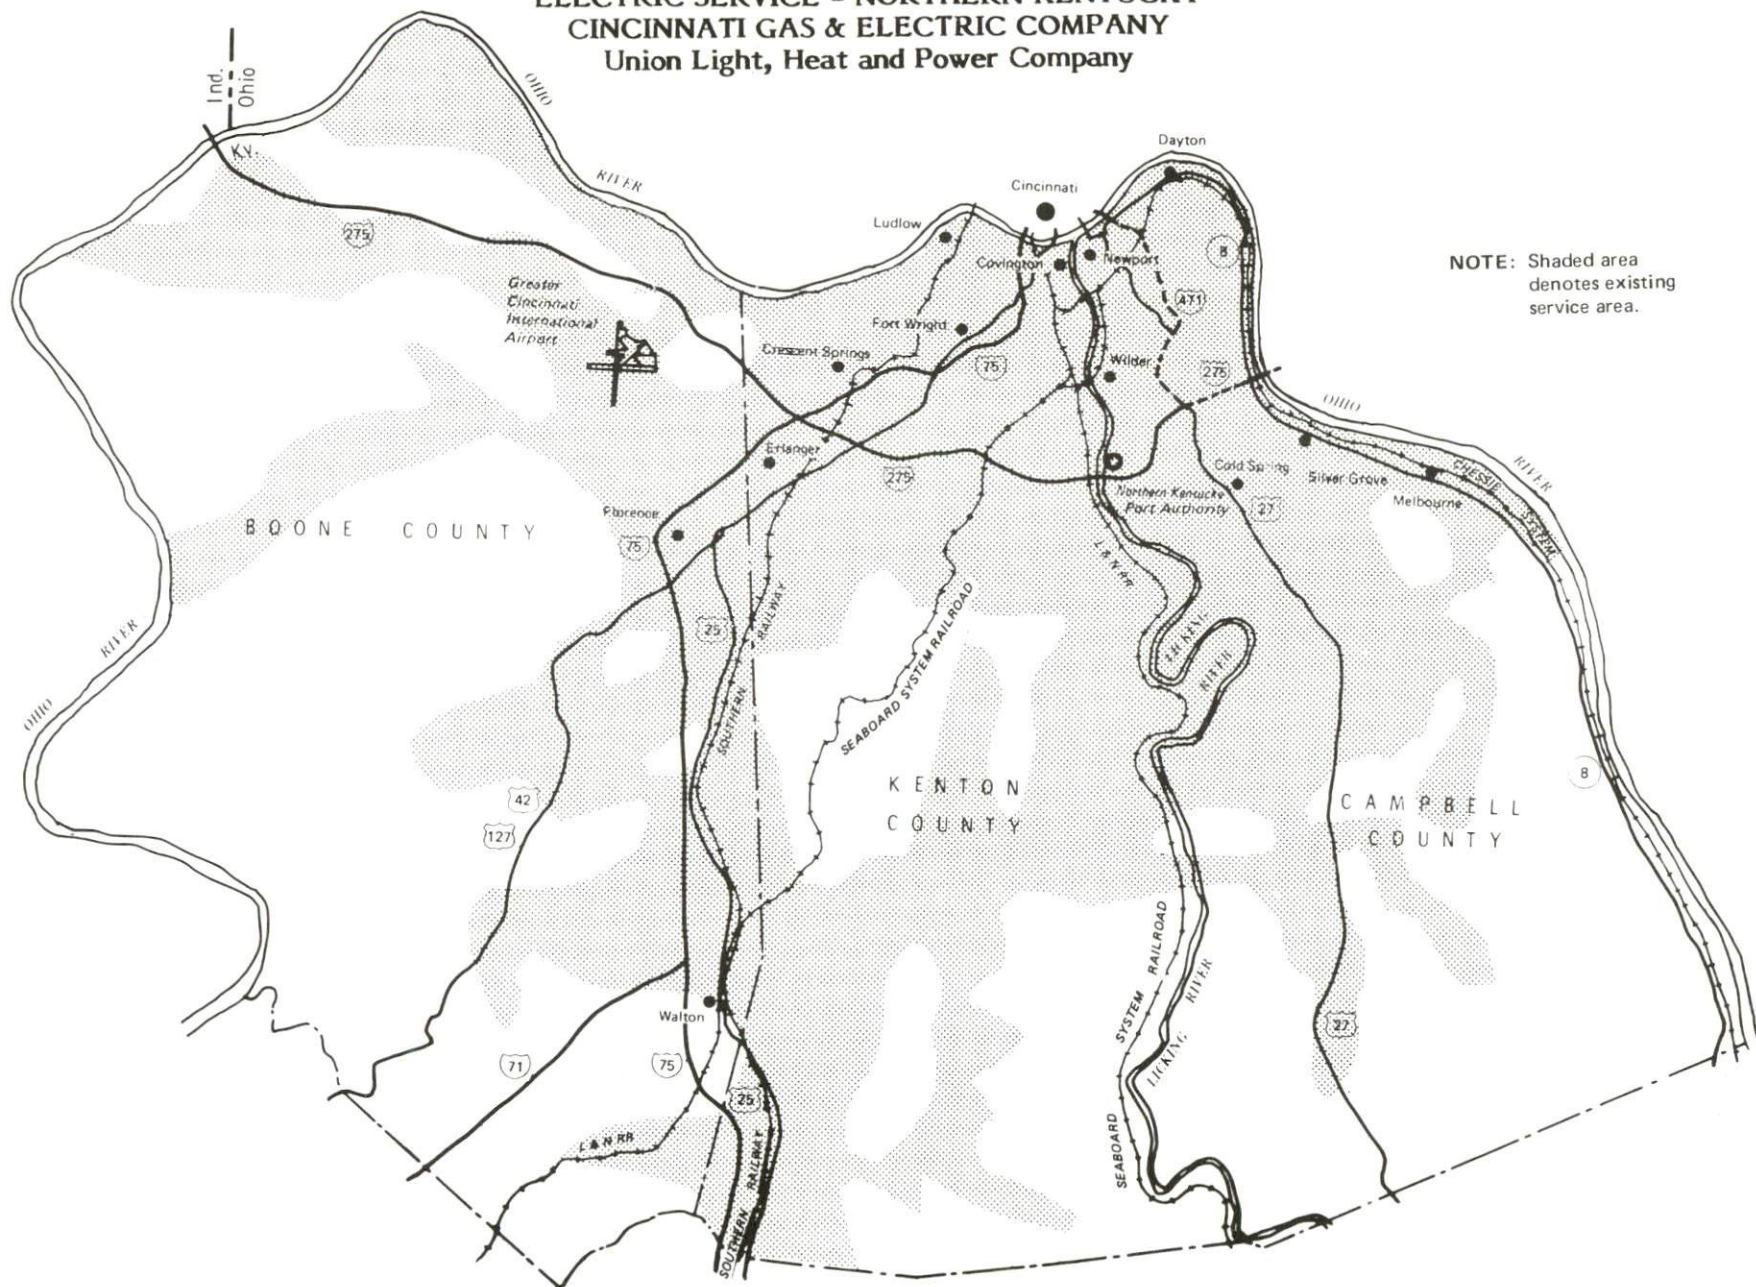 ELECTRIC SERVICE - NORTHERN KENTUCKY
CINCINNATI GAS & ELECTRIC COMPANY
Union Light, Heat and Power Company
Ind.
Ohio
Ky.
OHIO
RIVER
Dayton
Cincinnati
Ludlow
Covington
Newport
8
NOTE: Shaded area
denotes existing
service area.
275
Greater
Cincinnati
International
Airport
471
Fort Wright
Crescent Springs
75
Wilder
275
OHIO
RIVER
Erlanger
275
Cold Spring
Silver Grove
Melbourne
CHESSIE
SYSTEM
Northern Kentucky
Port Authority
27
Florence
75
BOONE COUNTY
L & N RR
25
SOUTHERN
RAILWAY
SEABOARD SYSTEM RAILROAD
LICKING
RIVER
RIVER
OHIO
8
42
127
KENTON
COUNTY
CAMPBELL
COUNTY
SEABOARD
SYSTEM
RAILROAD
LICKING
RIVER
Walton
27
71
75
25
L & N RR
SOUTHERN RAILWAY